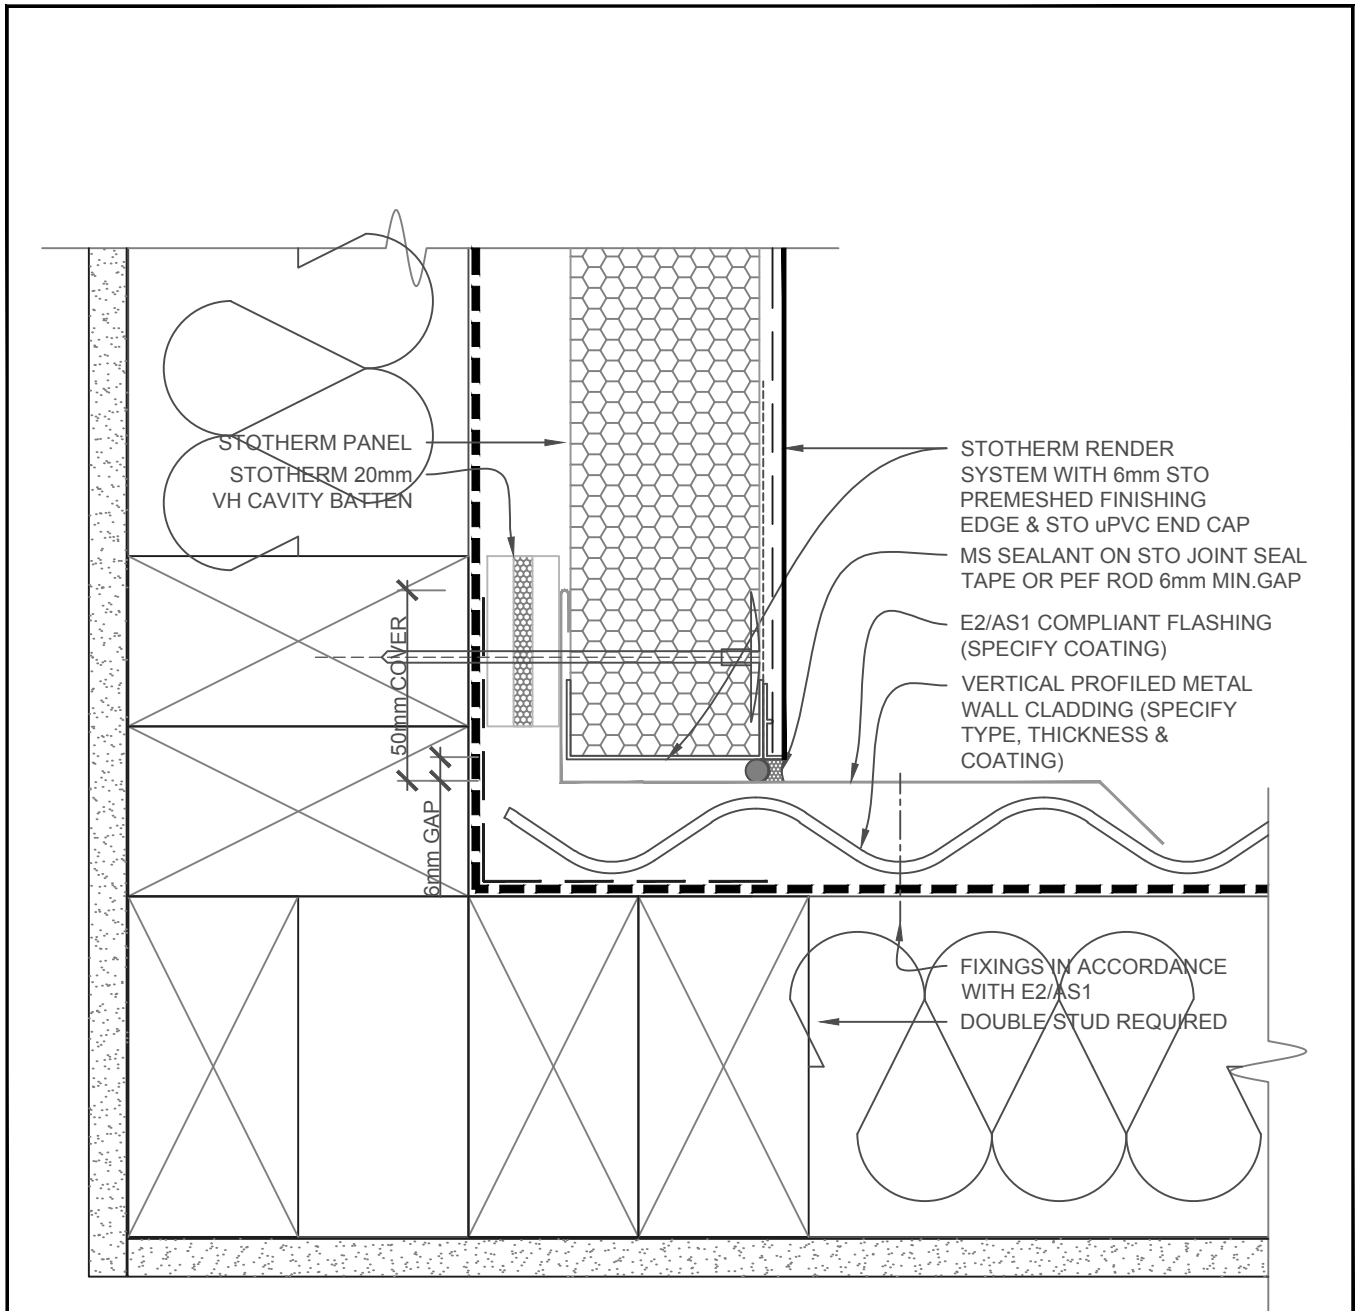 STOTHERM PANEL
STOTHERM 20mm
VH CAVITY BATTEN
50mm COVER
6mm GAP
STOTHERM RENDER
SYSTEM WITH 6mm STO
PREMESHED FINISHING
EDGE & STO uPVC END CAP
MS SEALANT ON STO JOINT SEAL
TAPE OR PEF ROD 6mm MIN.GAP
E2/AS1 COMPLIANT FLASHING
(SPECIFY COATING)
VERTICAL PROFILED METAL
WALL CLADDING (SPECIFY
TYPE, THICKNESS &
COATING)
FIXINGS IN ACCORDANCE
WITH E2/AS1
DOUBLE STUD REQUIRED